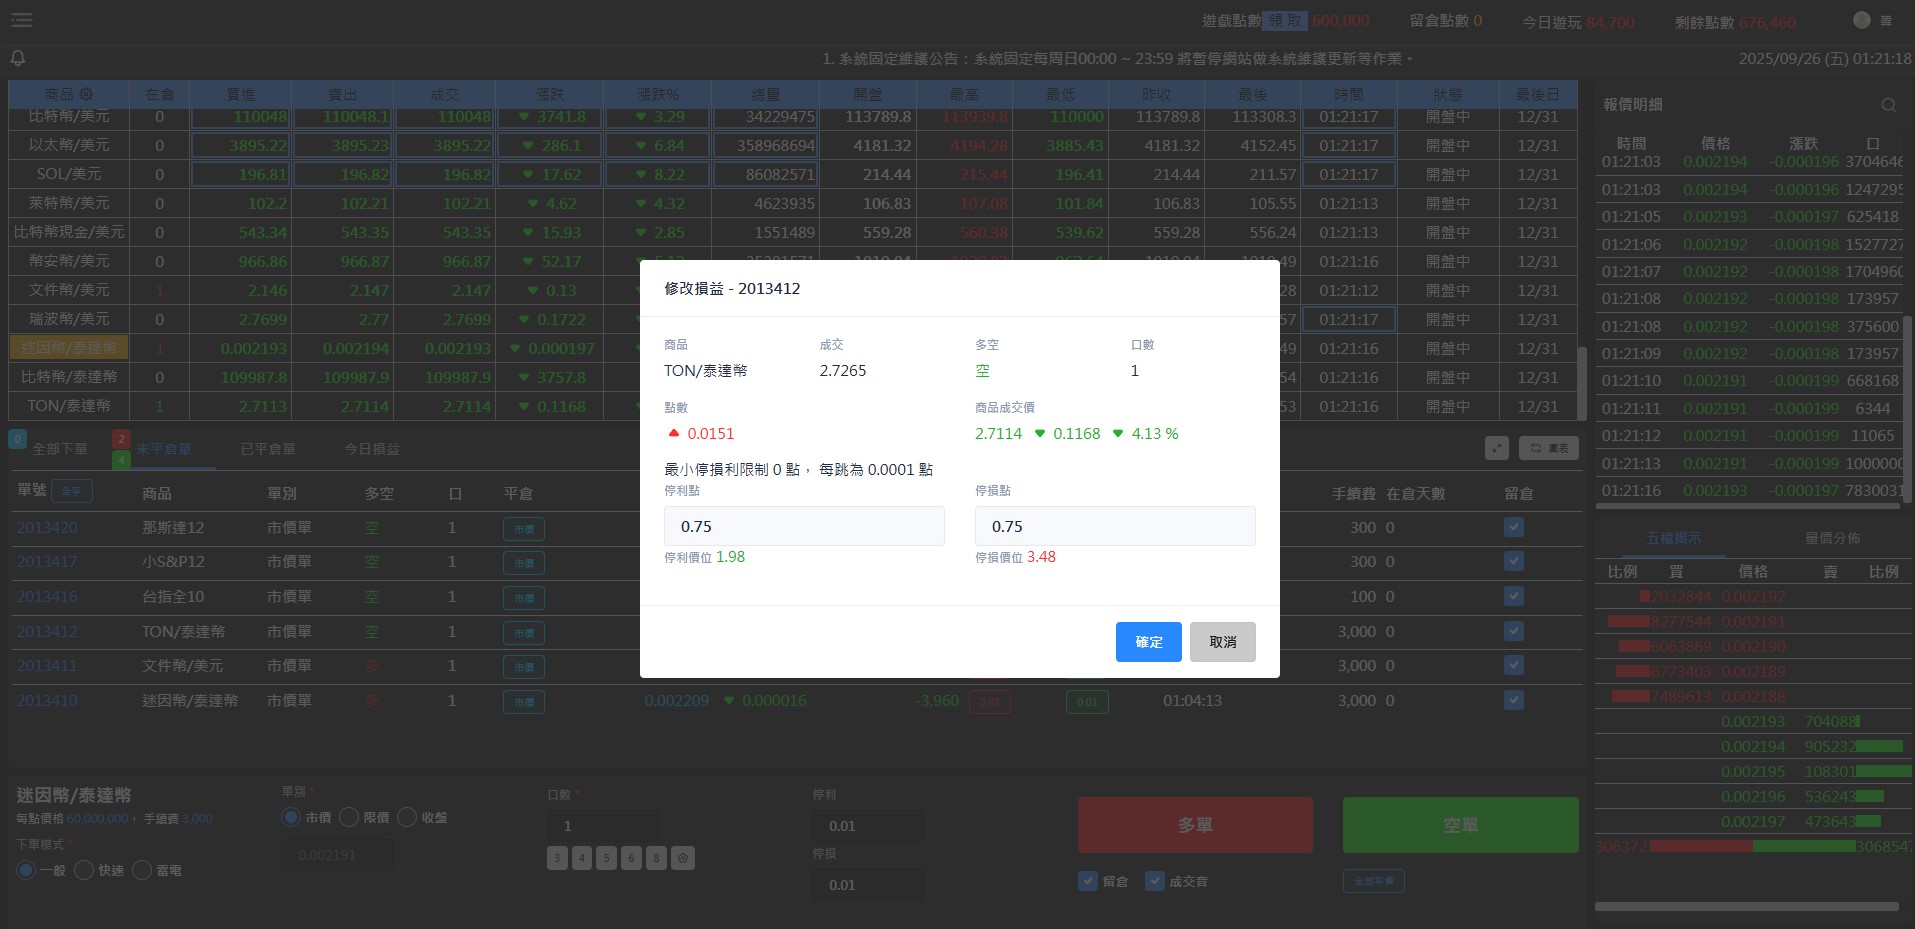 遊戲點數 領取 600,000 留倉點數 0 今日遊玩 84,700 剩餘點數 676,460
1. 系統固定維護公告：系統固定每周日00:00 ~ 23:59 將暫停網站做系統維護更新等作業。 2025/09/26 (五) 01:21:18
商品 在倉 買進 賣出 成交 漲跌 漲跌% 總量 開盤 最高 最低 昨收 最後 時間 狀態 最後日
比特幣/美元 0 110048 110048.1 110048 ▼ 3741.8 ▼ 3.29 34229475 113789.8 113939.8 110000 113789.8 113308.3 01:21:17 開盤中 12/31
以太幣/美元 0 3895.22 3895.23 3895.22 ▼ 286.1 ▼ 6.84 358968694 4181.32 4194.28 3885.43 4181.32 4152.45 01:21:17 開盤中 12/31
SOL/美元 0 196.81 196.82 196.82 ▼ 17.62 ▼ 8.22 86082571 214.44 215.44 196.41 214.44 211.57 01:21:17 開盤中 12/31
萊特幣/美元 0 102.2 102.21 102.21 ▼ 4.62 ▼ 4.32 4623935 106.83 107.08 101.84 106.83 105.55 01:21:13 開盤中 12/31
比特幣現金/美元 0 543.34 543.35 543.35 ▼ 15.93 ▼ 2.85 1551489 559.28 560.38 539.62 559.28 556.24 01:21:13 開盤中 12/31
幣安幣/美元 0 966.86 966.87 966.87 ▼ 52.17 01:21:16 開盤中 12/31
文件幣/美元 1 2.146 2.147 2.147 ▼ 0.13 01:21:12 開盤中 12/31
瑞波幣/美元 0 2.7699 2.77 2.7699 ▼ 0.1722 01:21:17 開盤中 12/31
迷因幣/泰達幣 1 0.002193 0.002194 0.002193 ▼ 0.000197 01:21:16 開盤中 12/31
比特幣/泰達幣 0 109987.8 109987.9 109987.9 ▼ 3757.8 01:21:16 開盤中 12/31
TON/泰達幣 1 2.7113 2.7114 2.7114 ▼ 0.1168 01:21:16 開盤中 12/31
修改損益 - 2013412
商品 成交 多空 口數
TON/泰達幣 2.7265 空 1
點數 商品成交價
▲ 0.0151 2.7114 ▼ 0.1168 ▼ 4.13 %
最小停損利限制 0 點， 每跳為 0.0001 點
停利點 停損點
0.75 0.75
停利價位 1.98 停損價位 3.48
確定 取消
0 全部下單 2 4 未平倉單 已平倉單 今日損益 畫表
單號 全平 商品 單別 多空 口 平倉 手續費 在倉天數 留倉
2013420 那斯達12 市價單 空 1 市價 300 0
2013417 小S&P12 市價單 空 1 市價 300 0
2013416 台指全10 市價單 空 1 市價 100 0
2013412 TON/泰達幣 市價單 空 1 市價 3,000 0
2013411 文件幣/美元 市價單 多 1 市價 3,000 0
2013410 迷因幣/泰達幣 市價單 多 1 市價 0.002209 ▼ 0.000016 -3,960 0.01 0.01 01:04:13 3,000 0
迷因幣/泰達幣
每點價格 60,000,000， 手續費 3,000
下單模式 *
一般 快速 雷電
單別 *
市價 限價 收盤
0.002191
口數 *
1
3 4 5 6 8
停利
0.01
停損
0.01
多單 空單
留倉 成交音 全部平倉
報價明細
時間 價格 漲跌 口
01:21:03 0.002194 -0.000196 3704646
01:21:03 0.002194 -0.000196 1247295
01:21:05 0.002193 -0.000197 625418
01:21:06 0.002192 -0.000198 1527727
01:21:07 0.002192 -0.000198 1704960
01:21:08 0.002192 -0.000198 173957
01:21:08 0.002192 -0.000198 375600
01:21:09 0.002192 -0.000198 173957
01:21:10 0.002191 -0.000199 668168
01:21:11 0.002191 -0.000199 6344
01:21:12 0.002191 -0.000199 11065
01:21:13 0.002191 -0.000199 1000000
01:21:16 0.002193 -0.000197 7830031
五檔揭示 量價分佈
比例 買 價格 賣 比例
2032844 0.002192
8277544 0.002191
6063869 0.002190
6773403 0.002189
7489613 0.002188
0.002193 704088
0.002194 905232
0.002195 108301
0.002196 536243
0.002197 473643
306372 306854